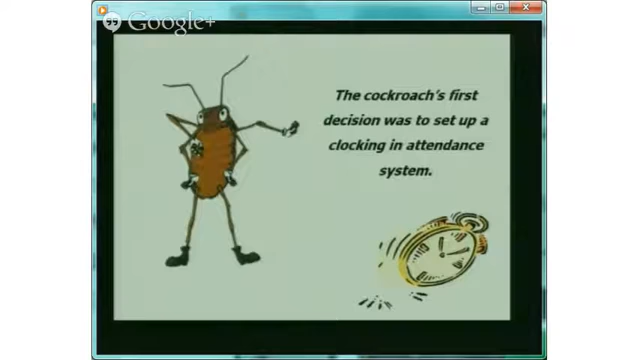 Google+
The cockroach's first
decision was to set up a
clocking in attendance
system.